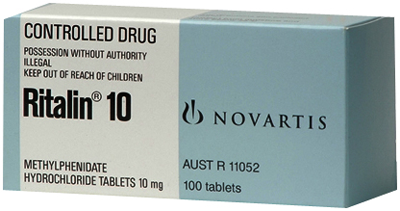 CONTROLLED DRUG
POSSESSION WITHOUT AUTHORITY
ILLEGAL
KEEP OUT OF REACH OF CHILDREN
Ritalin® 10
METHYLPHENIDATE
HYDROCHLORIDE TABLETS 10 mg
NOVARTIS
AUST R 11052
100 tablets